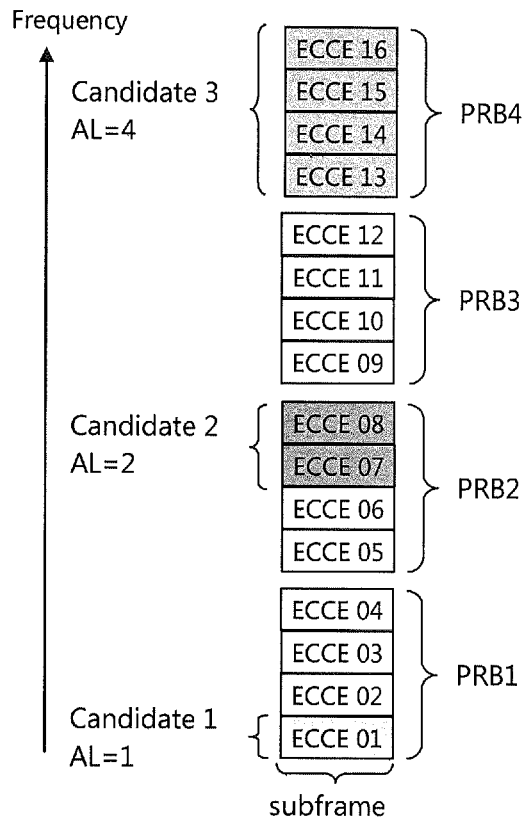 Frequency
Candidate 3
AL=4
ECCE 16
ECCE 15
ECCE 14
ECCE 13
PRB4
ECCE 12
ECCE 11
ECCE 10
ECCE 09
PRB3
Candidate 2
AL=2
ECCE 08
ECCE 07
ECCE 06
ECCE 05
PRB2
ECCE 04
ECCE 03
ECCE 02
ECCE 01
PRB1
Candidate 1
AL=1
subframe